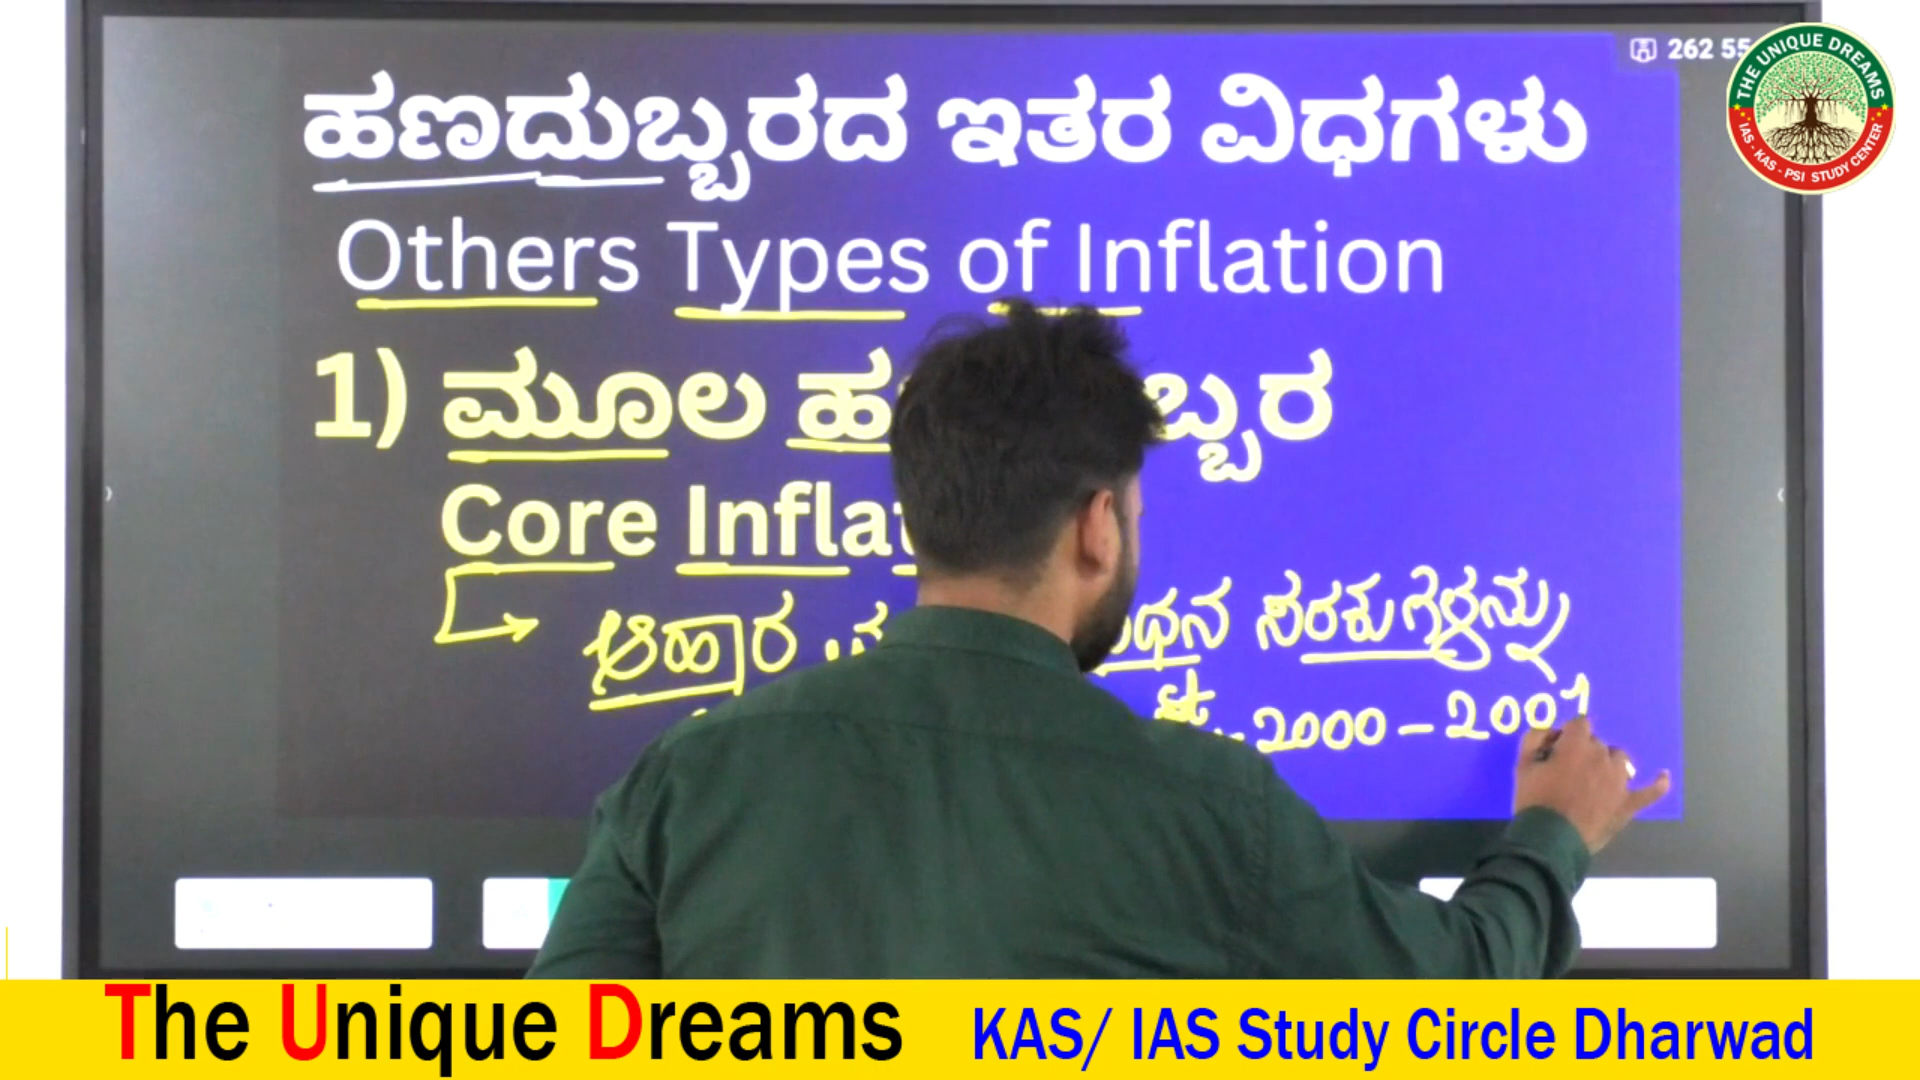 262 55
THE UNIQUE DREAMS
IAS - KAS - PSI STUDY CENTER
ಹಣದುಬ್ಬರದ ಇತರ ವಿಧಗಳು
Others Types of Inflation
1) ಮೂಲ ಹ ಬ್ಬರ
Core Inflat
ಆಹಾರ ಸರಕುಗಳನ್ನು
2000 - 2001
The Unique Dreams KAS/ IAS Study Circle Dharwad